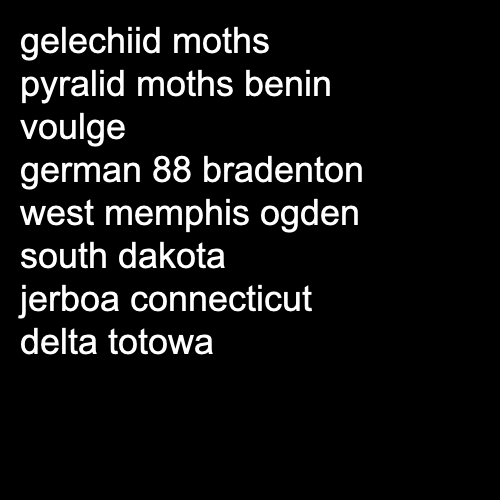 gelechiid moths
pyralid moths benin
voulge
german 88 bradenton
west memphis ogden
south dakota
jerboa connecticut
delta totowa